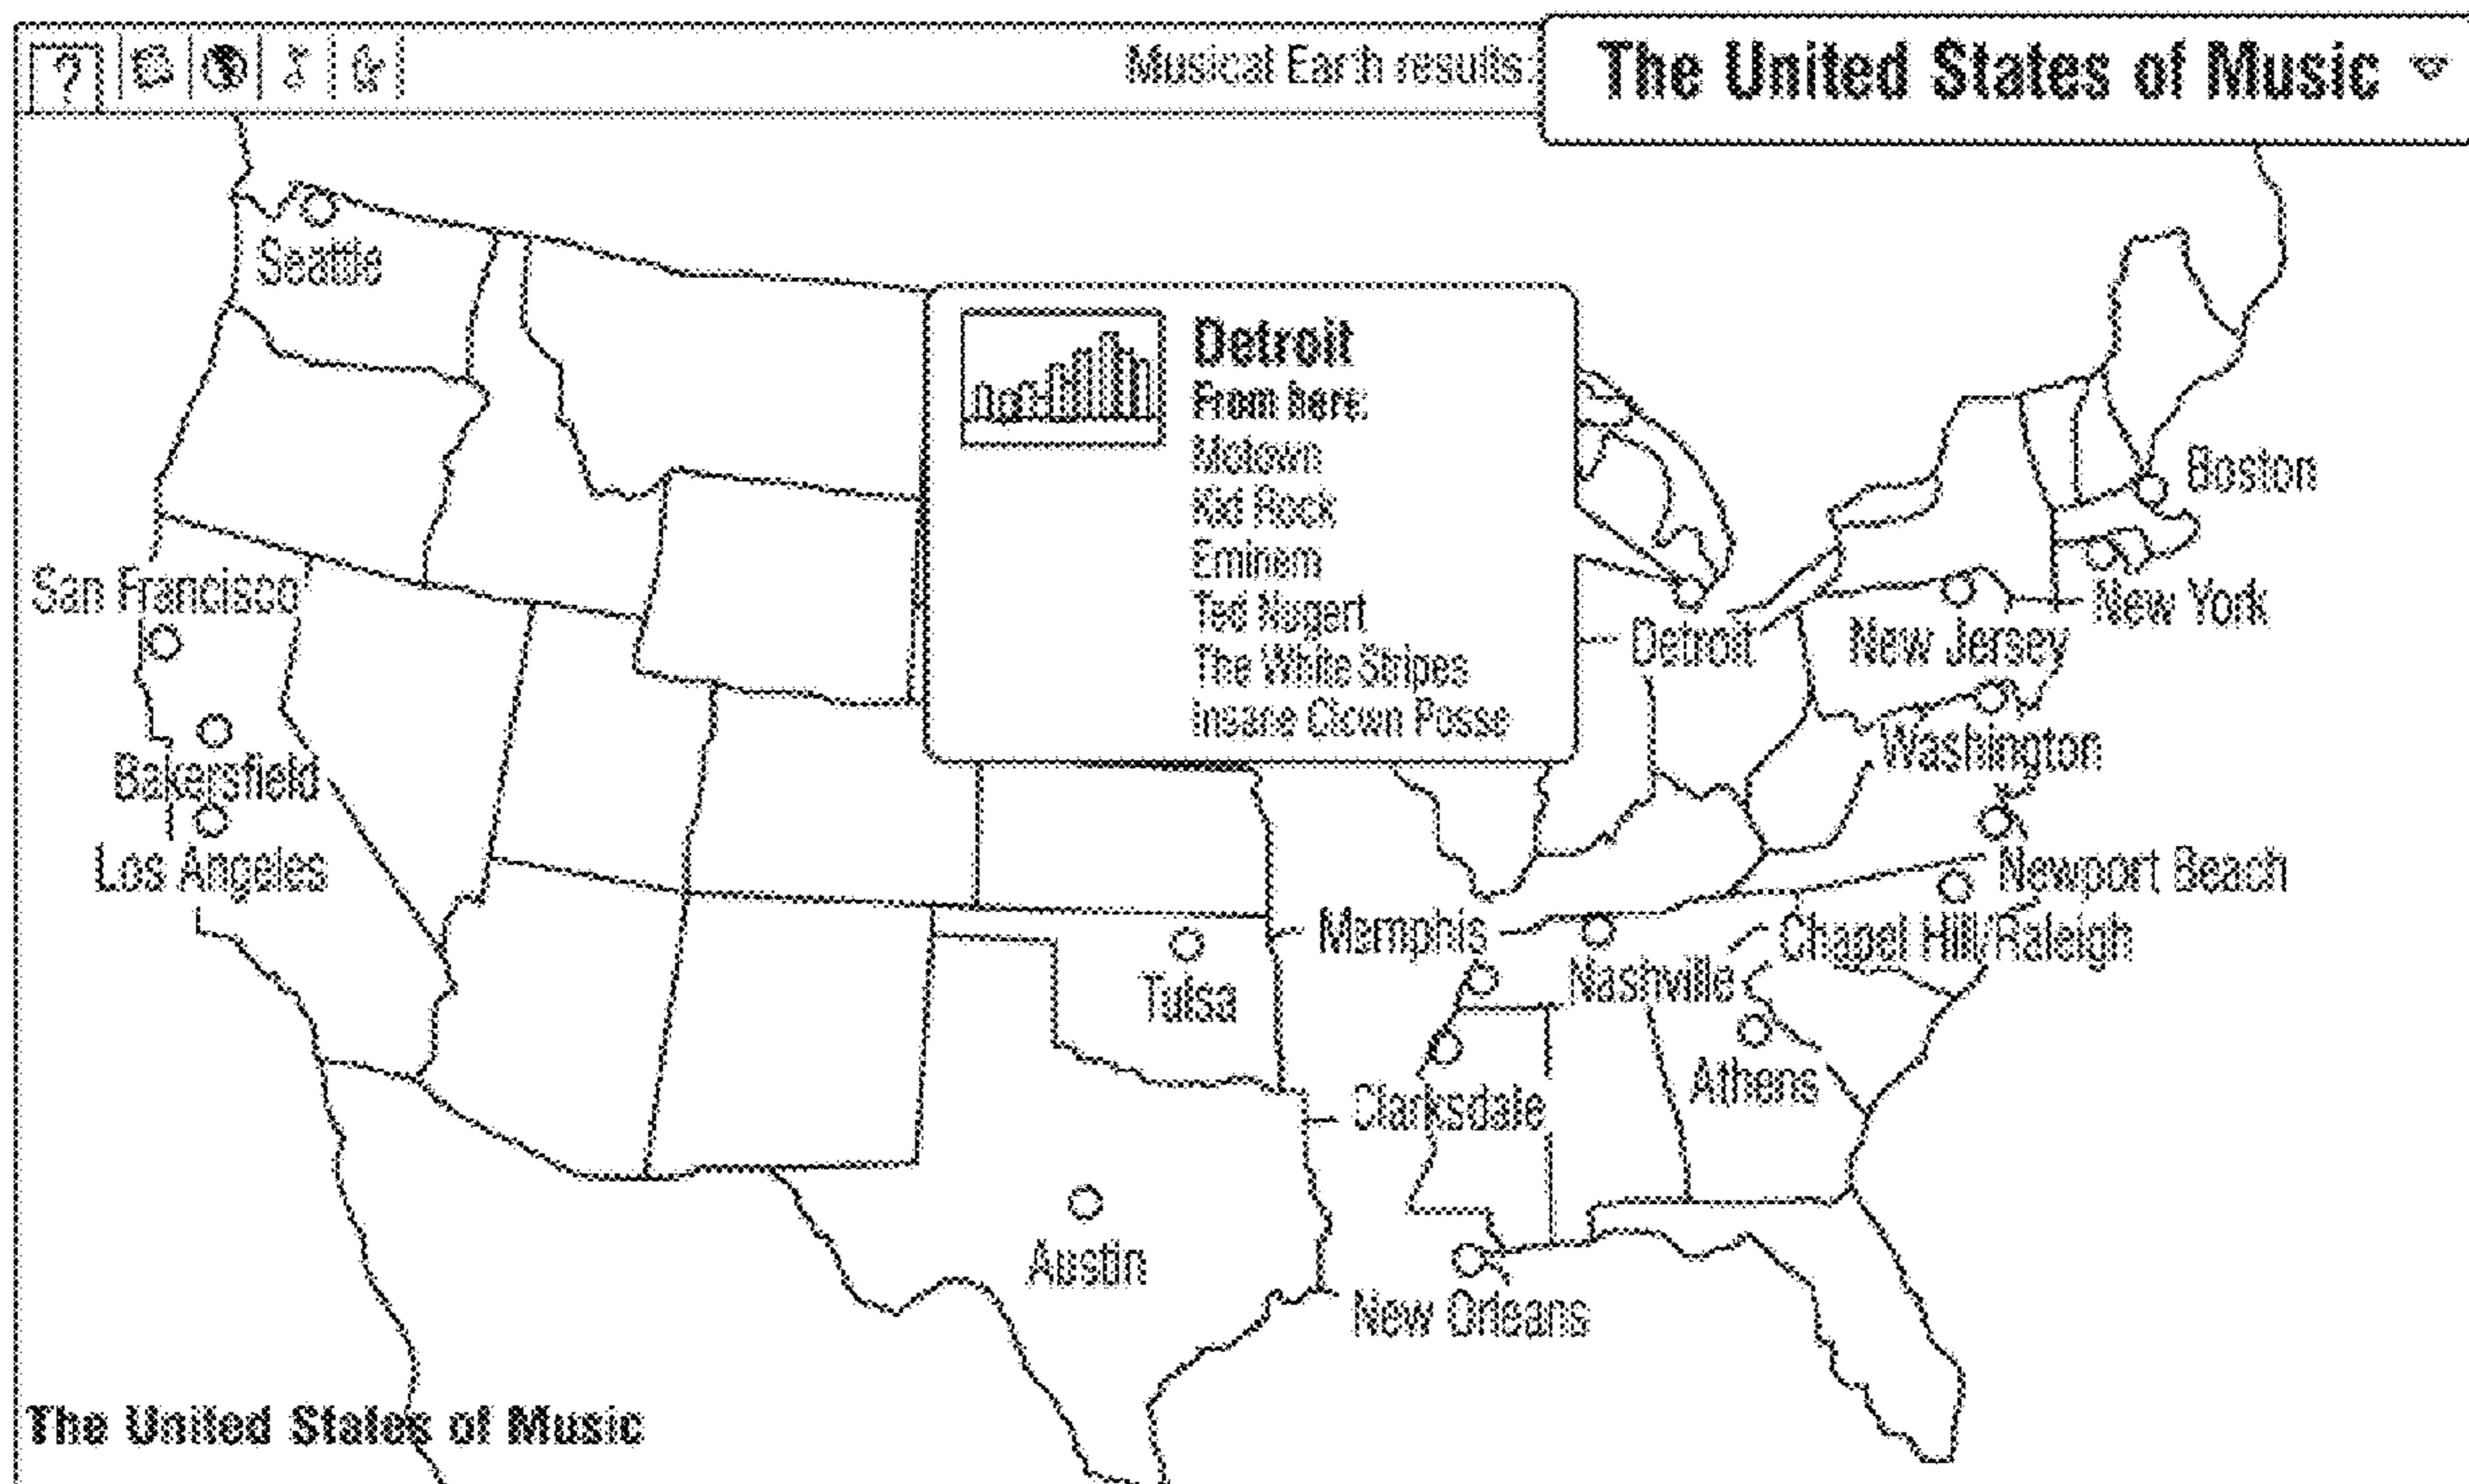 ?
Musical Earth results:
The United States of Music
Seattle
Detroit
From here:
Motown
Kid Rock
Eminem
Ted Nugert
The White Stripes
Insane Clown Posse
Boston
San Francisco
New York
Detroit
New Jersey
Washington
Bakersfield
Los Angeles
Newport Beach
Memphis
Chapel Hill/Raleigh
Nashville
Tulsa
Athens
Clarksdale
Austin
New Orleans
The United States of Music